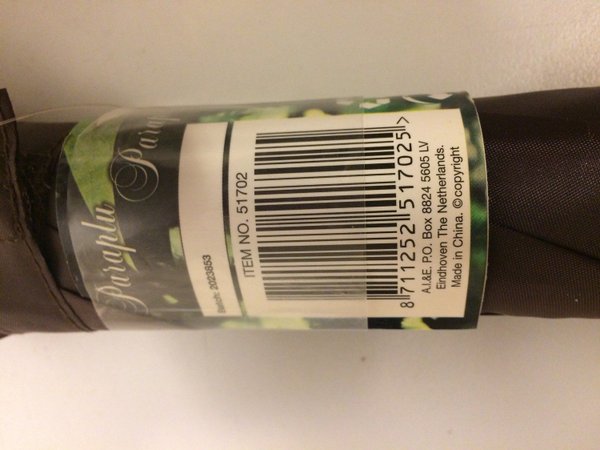 Paraplu
Parap
ITEM NO. 51702
Batch: 2023853
8 711252 517025 >
A.I.&E. P.O. Box 8824 5605 LV
Eindhoven The Netherlands.
Made in China. © copyright